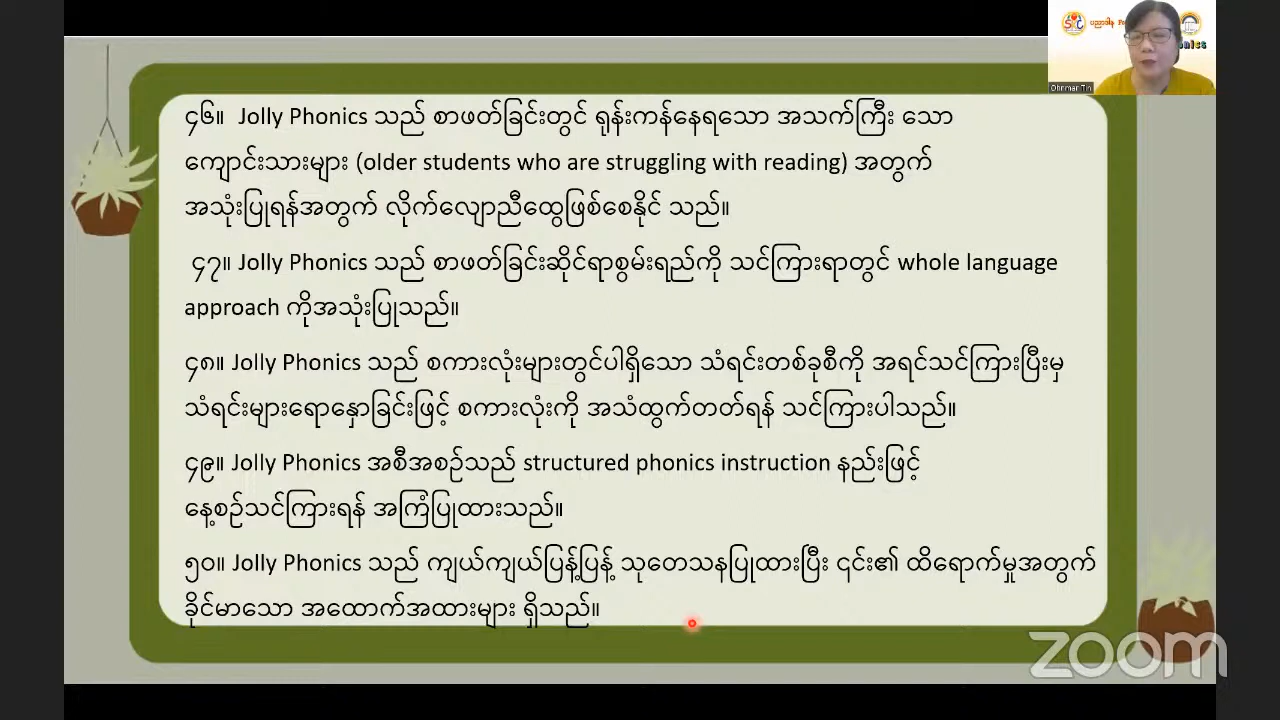 ၄၆။ Jolly Phonics သည် စာဖတ်ခြင်းတွင် ရုန်းကန်နေရသော အသက်ကြီး သော
ကျောင်းသားများ (older students who are struggling with reading) အတွက်
အသုံးပြုရန်အတွက် လိုက်လျောညီထွေဖြစ်စေနိုင် သည်။
၄၇။ Jolly Phonics သည် စာဖတ်ခြင်းဆိုင်ရာစွမ်းရည်ကို သင်ကြားရာတွင် whole language
approach ကိုအသုံးပြုသည်။
၄၈။ Jolly Phonics သည် စကားလုံးများတွင်ပါရှိသော သံရင်းတစ်ခုစီကို အရင်သင်ကြားပြီးမှ
သံရင်းများရောနှောခြင်းဖြင့် စကားလုံးကို အသံထွက်တတ်ရန် သင်ကြားပါသည်။
၄၉။ Jolly Phonics အစီအစဉ်သည် structured phonics instruction နည်းဖြင့်
နေ့စဉ်သင်ကြားရန် အကြံပြုထားသည်။
၅၀။ Jolly Phonics သည် ကျယ်ကျယ်ပြန့်ပြန့် သုတေသနပြုထားပြီး ၎င်း၏ ထိရောက်မှုအတွက်
ခိုင်မာသော အထောက်အထားများ ရှိသည်။
Ohnmar Tin
zoom